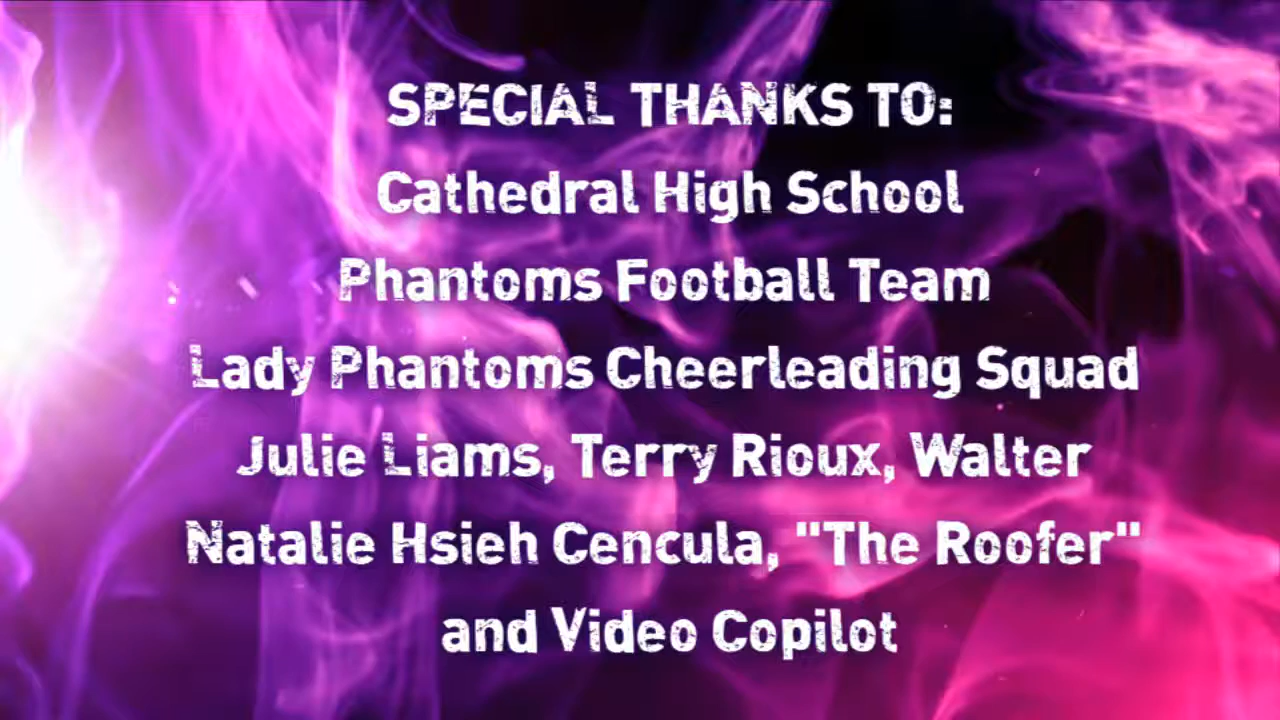 SPECIAL THANKS TO:
Cathedral High School
Phantoms Football Team
Lady Phantoms Cheerleading Squad
Julie Liams, Terry Rioux, Walter
Natalie Hsieh Cencula, "The Roofer"
and Video Copilot